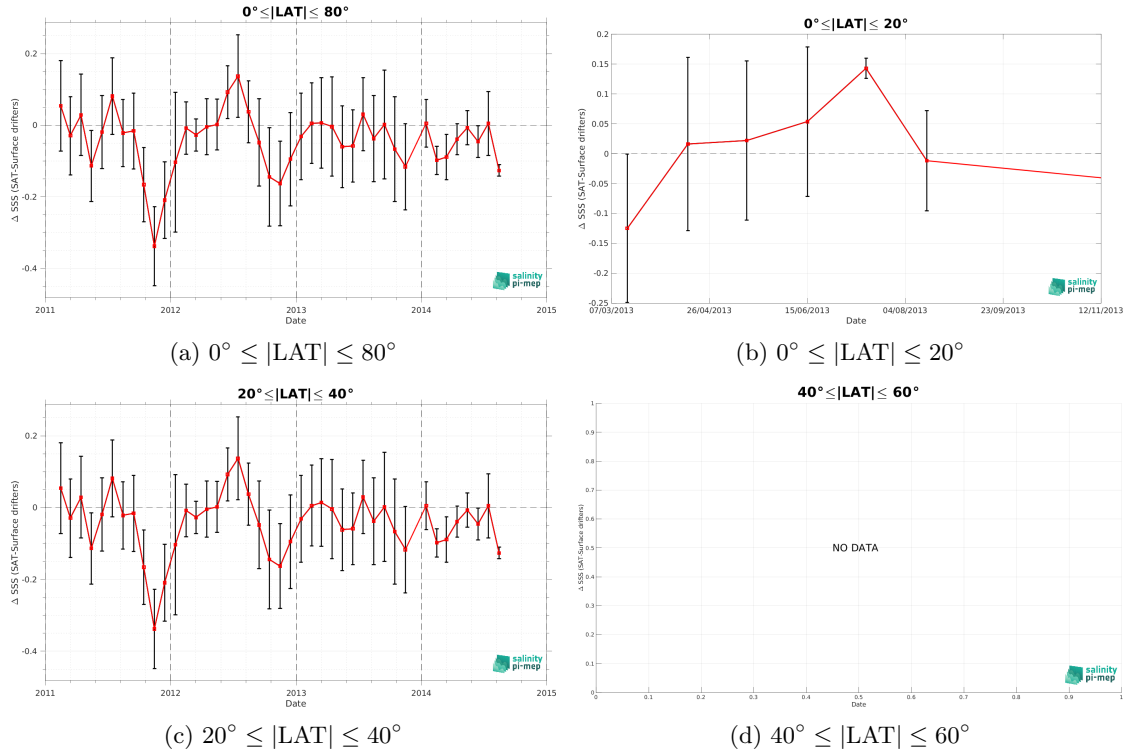 0°≤|LAT|≤ 80°
Δ SSS (SAT-Surface drifters)
0.2
0
-0.2
-0.4
2011
2012
2013
2014
2015
Date
salinity
pi-mep
(a) 0° ≤ |LAT| ≤ 80°
0°≤|LAT|≤ 20°
Δ SSS (SAT-Surface drifters)
0.2
0.15
0.1
0.05
0
-0.05
-0.1
-0.15
-0.2
-0.25
07/03/2013
26/04/2013
15/06/2013
04/08/2013
23/09/2013
12/11/2013
Date
salinity
pi-mep
(b) 0° ≤ |LAT| ≤ 20°
20°≤|LAT|≤ 40°
Δ SSS (SAT-Surface drifters)
0.2
0
-0.2
-0.4
2011
2012
2013
2014
2015
Date
salinity
pi-mep
(c) 20° ≤ |LAT| ≤ 40°
40°≤|LAT|≤ 60°
Δ SSS (SAT-Surface drifters)
1
0.9
0.8
0.7
0.6
0.5
0.4
0.3
0.2
0.1
0
NO DATA
0
0.1
0.2
0.3
0.4
0.5
0.6
0.7
0.8
0.9
1
Date
salinity
pi-mep
(d) 40° ≤ |LAT| ≤ 60°